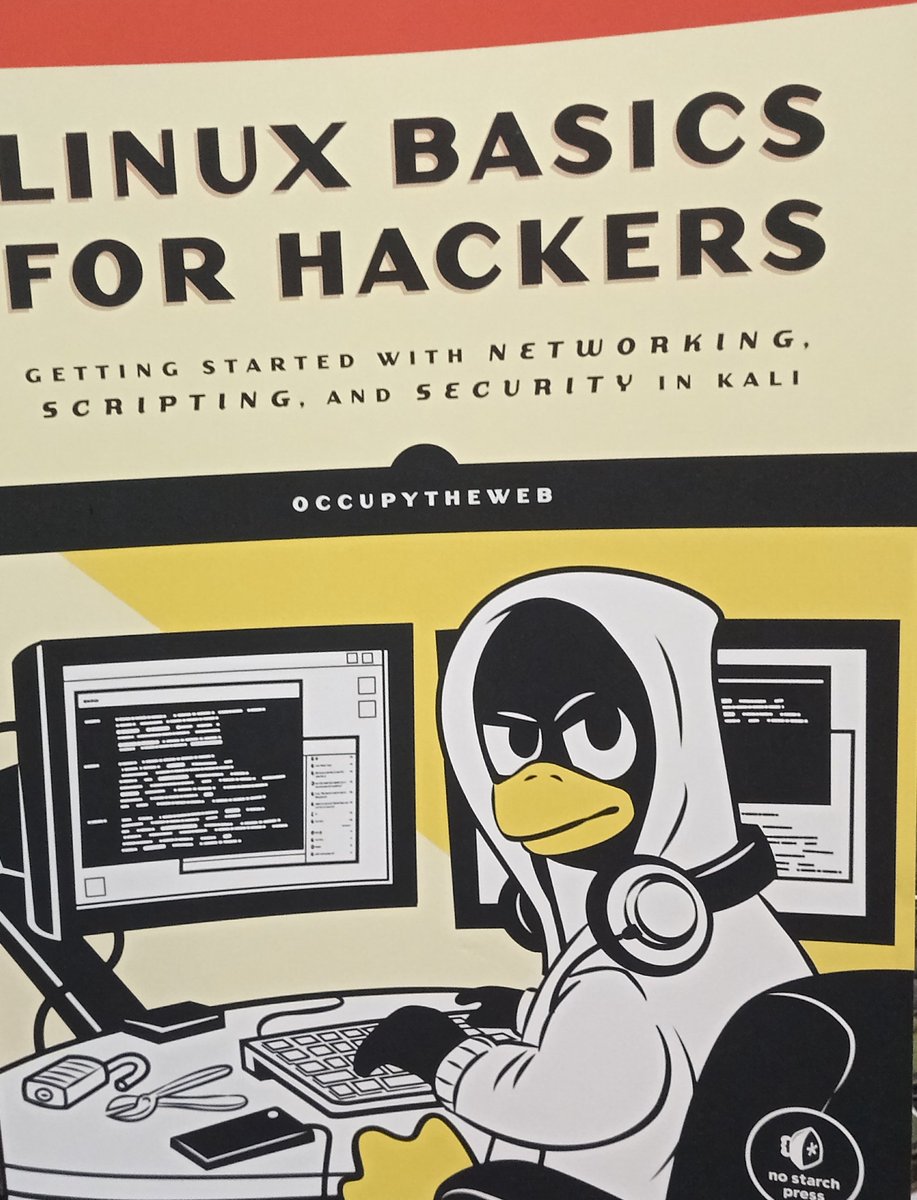 LINUX BASICS
FOR HACKERS
GETTING STARTED WITH NETWORKING,
SCRIPTING, AND SECURITY IN KALI
OCCUPYTHEWEB
no starch
press